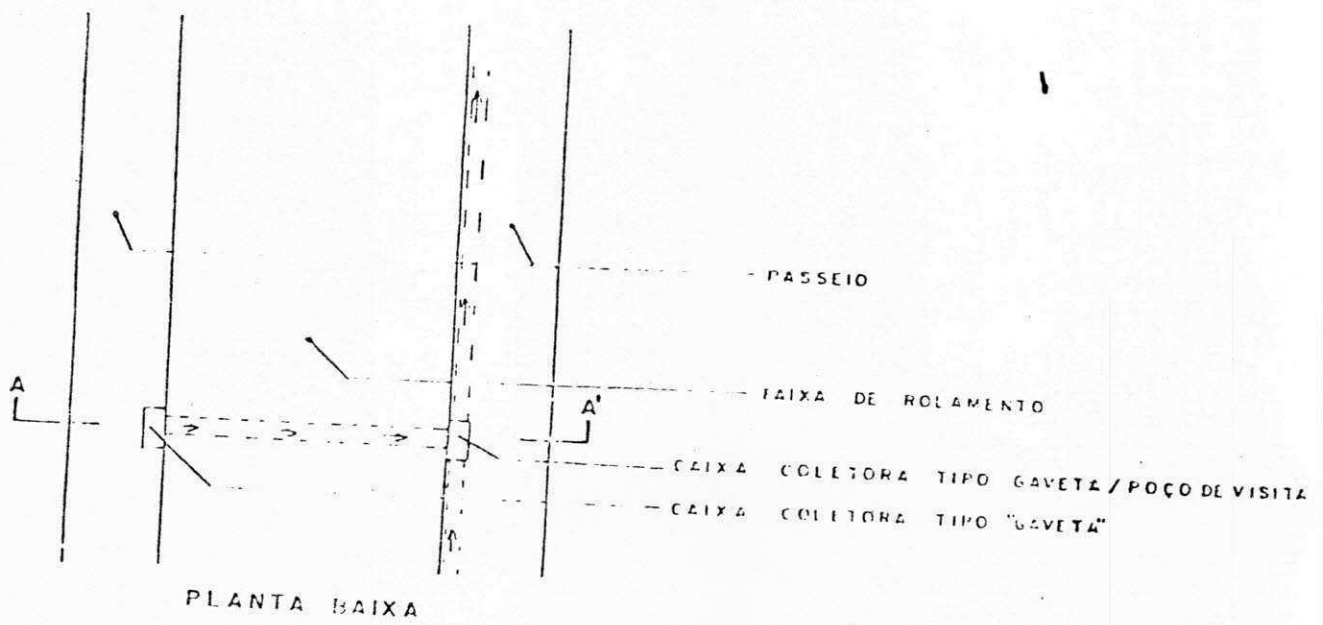 PASSEIO
FAIXA DE ROLAMENTO
A
A'
CAIXA COLETORA TIPO GAVETA/POÇO DE VISITA
CAIXA COLETORA TIPO "GAVETA"
PLANTA BAIXA